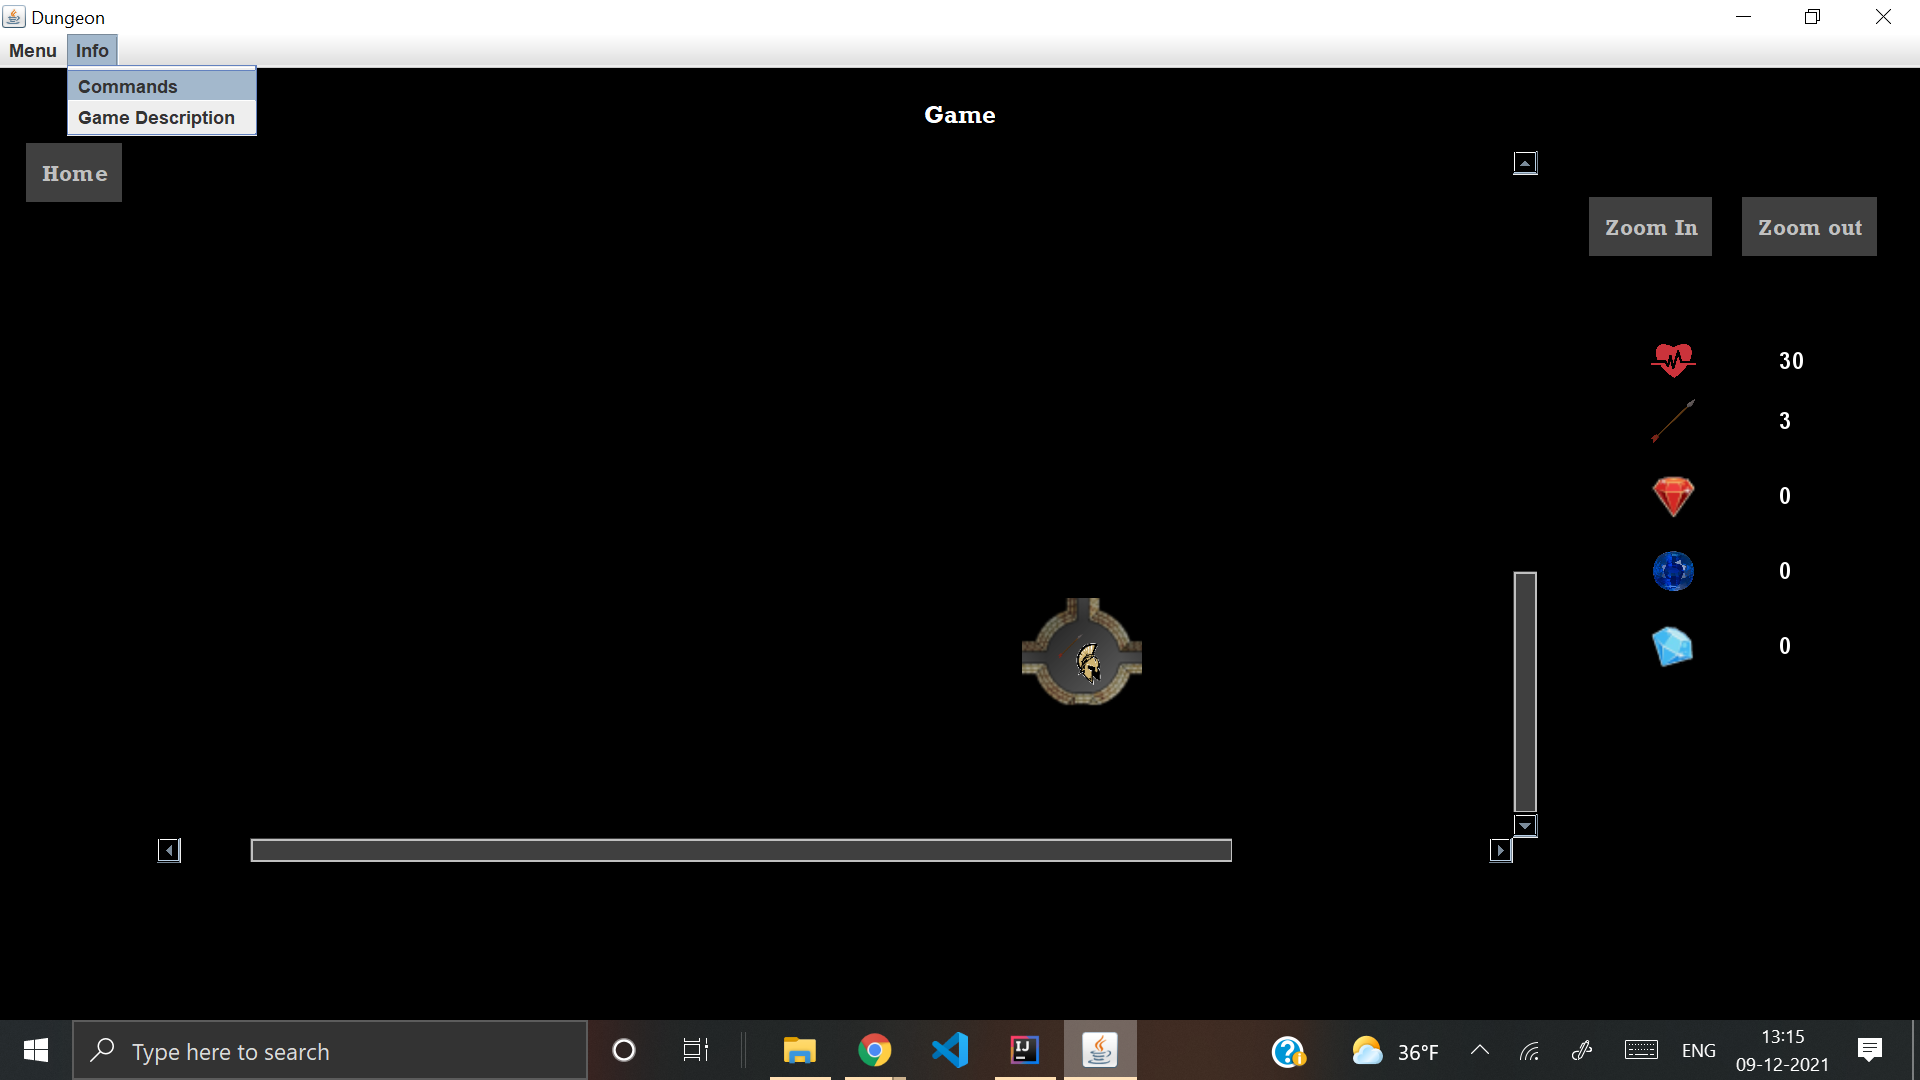 Dungeon
Menu Info
Commands
Game Description
Game
Home
Zoom In Zoom out
30
3
0
0
0
Type here to search
36°F
ENG
13:15
09-12-2021